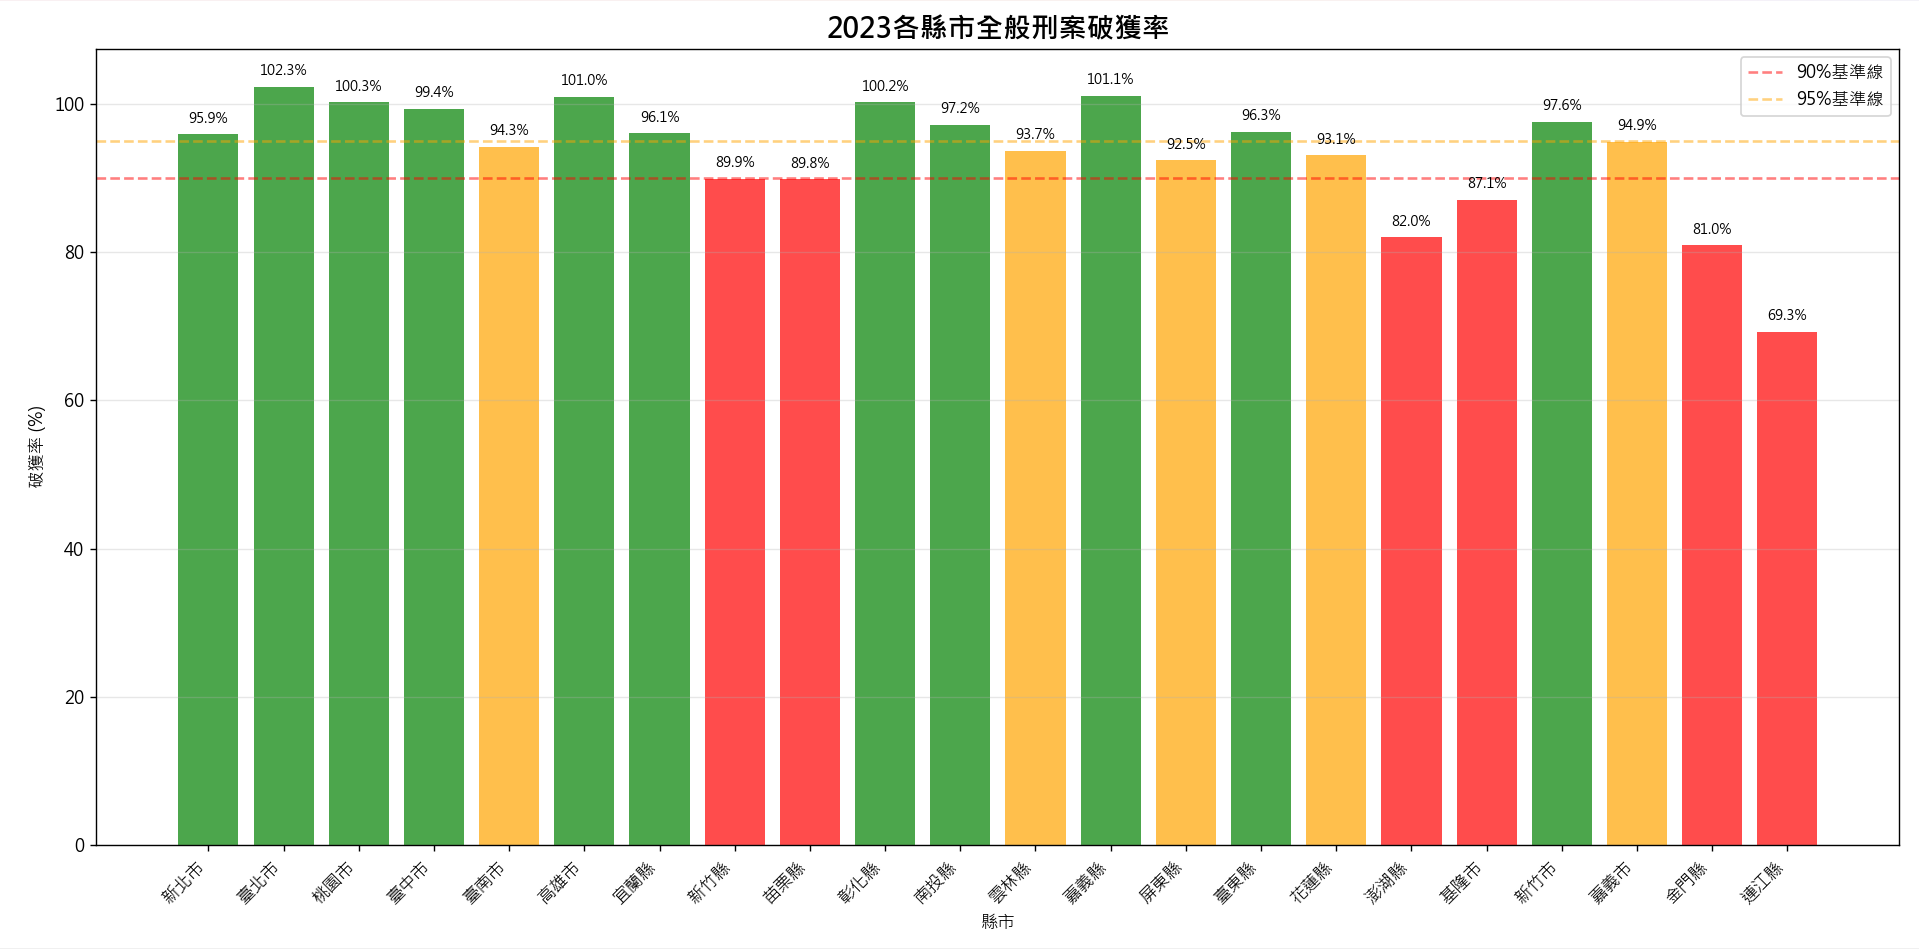 2023各縣市全般刑案破獲率
90%基準線
95%基準線
破獲率 (%)
100
80
60
40
20
0
95.9%
102.3%
100.3%
99.4%
94.3%
101.0%
96.1%
89.9%
89.8%
100.2%
97.2%
93.7%
101.1%
92.5%
96.3%
93.1%
82.0%
87.1%
97.6%
94.9%
81.0%
69.3%
新北市
臺北市
桃園市
臺中市
臺南市
高雄市
宜蘭縣
新竹縣
苗栗縣
彰化縣
南投縣
雲林縣
嘉義縣
屏東縣
臺東縣
花蓮縣
澎湖縣
基隆市
新竹市
嘉義市
金門縣
連江縣
縣市